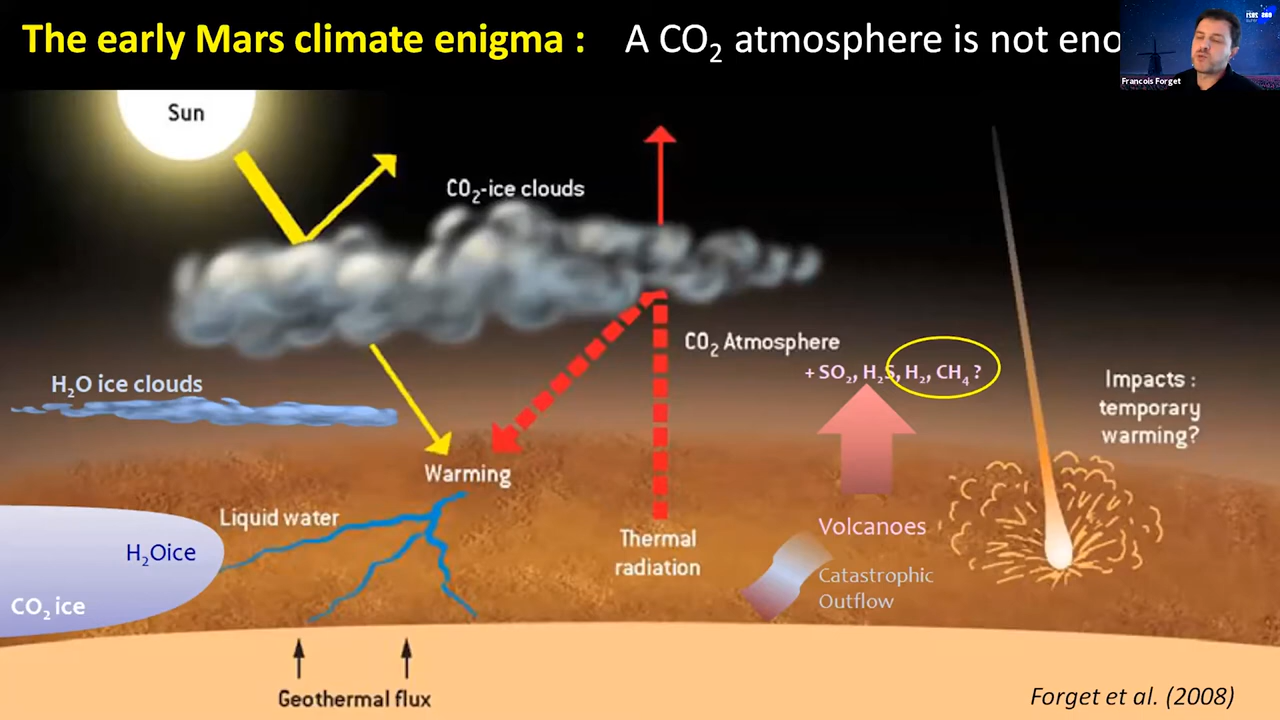 The early Mars climate enigma : A CO₂ atmosphere is not eno
Francois Forget
Sun
CO₂-ice clouds
CO₂ Atmosphere
+ SO₂, H₂S, H₂, CH₄ ?
H₂O ice clouds
Impacts :
temporary
warming?
Warming
Liquid water
Thermal
radiation
Volcanoes
H₂Oice
Catastrophic
Outflow
CO₂ ice
Geothermal flux
Forget et al. (2008)